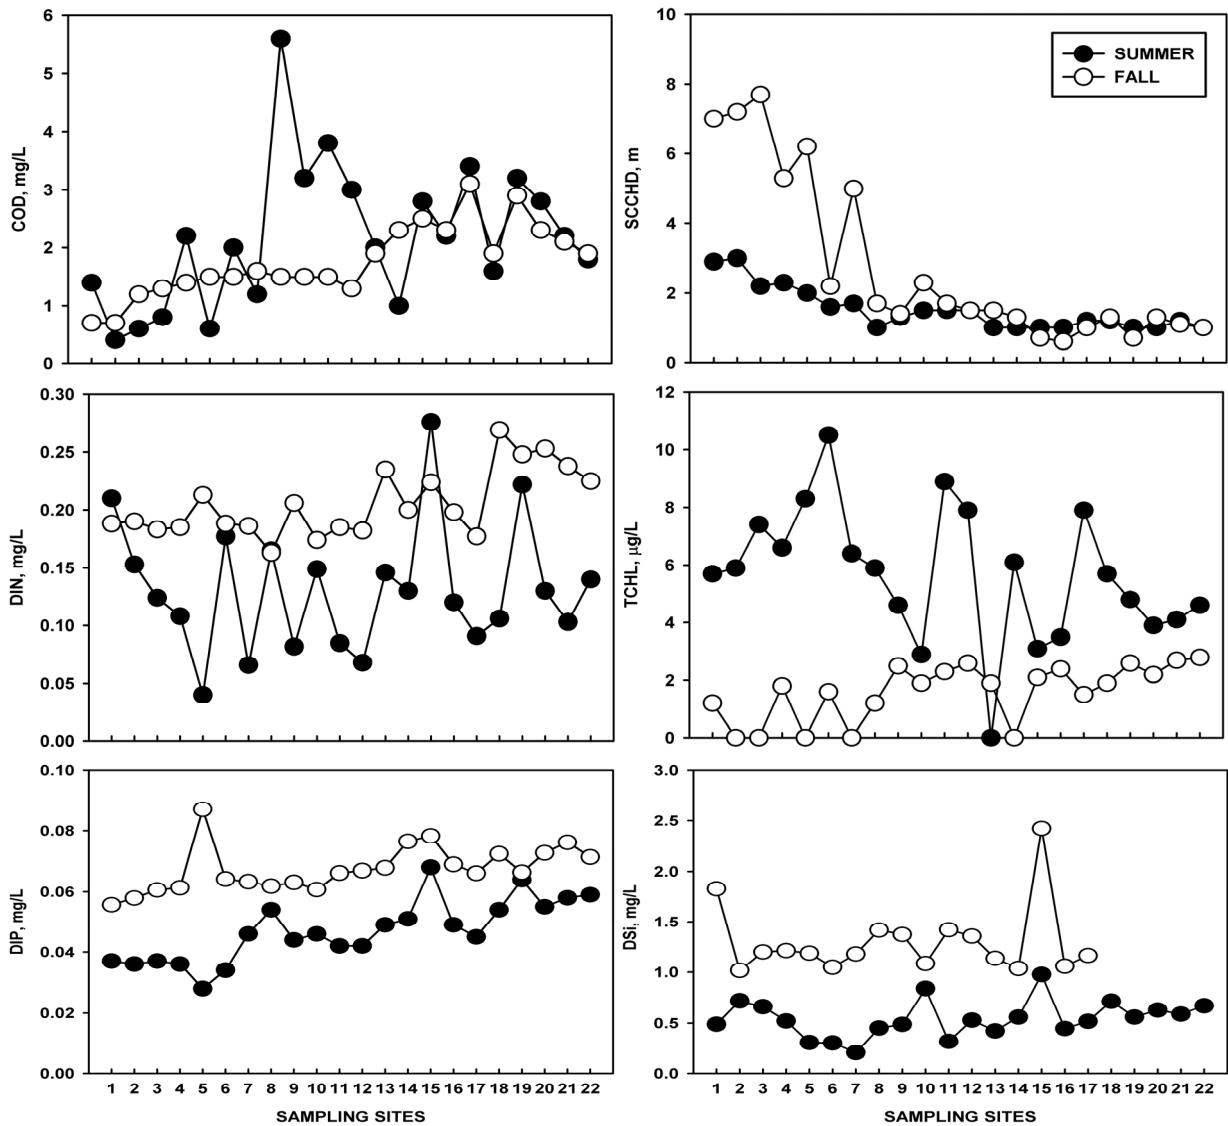 6
5
4
3
2
1
0
COD, mg/L
10
8
6
4
2
0
SCCHD, m
SUMMER
FALL
0.30
0.25
0.20
0.15
0.10
0.05
0.00
DIN, mg/L
SAMPLING SITES
12
10
8
6
4
2
0
TCHL, µg/L
SAMPLING SITES
0.10
0.08
0.06
0.04
0.02
0.00
DIP, mg/L
1 2 3 4 5 6 7 8 9 10 11 12 13 14 15 16 17 18 19 20 21 22
SAMPLING SITES
3.0
2.5
2.0
1.5
1.0
0.5
0.0
DSi, mg/L
1 2 3 4 5 6 7 8 9 10 11 12 13 14 15 16 17 18 19 20 21 22
SAMPLING SITES